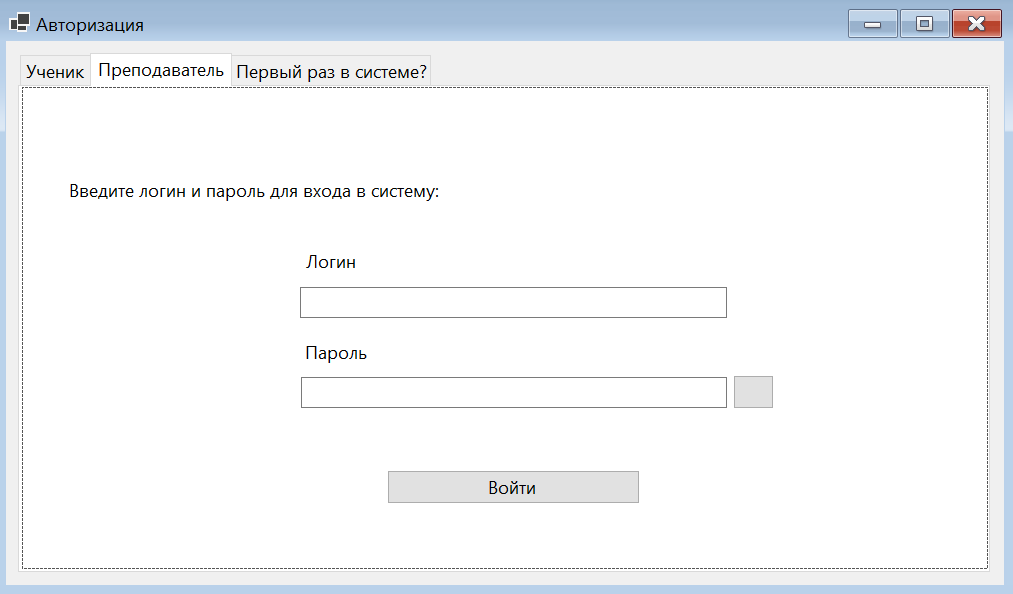 Авторизация
Ученик Преподаватель Первый раз в системе?
Введите логин и пароль для входа в систему:
Логин
Пароль
Войти